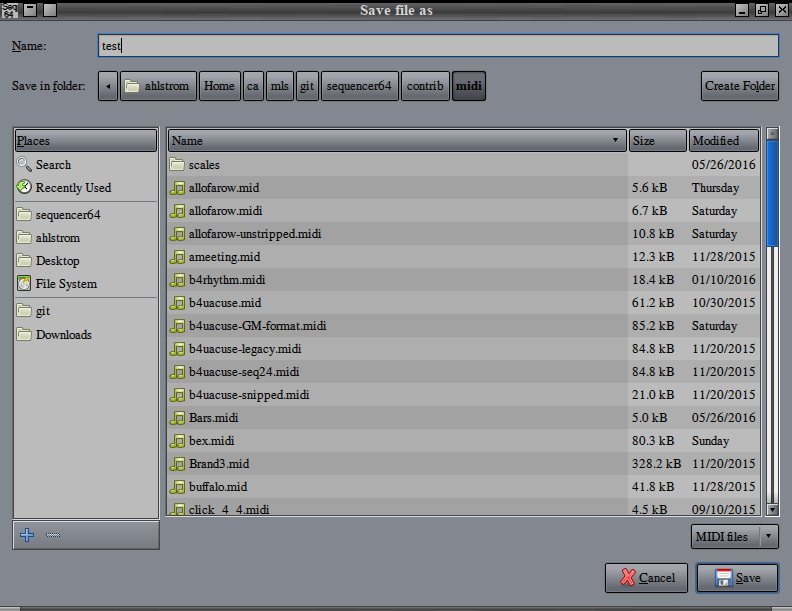 Seq 64 Save file as
Name: test
Save in folder: ahlstrom Home ca mls git sequencer64 contrib midi Create Folder
Places Name Size Modified
Search
Recently Used
sequencer64
ahlstrom
Desktop
File System
git
Downloads
scales 05/26/2016
allofarow.mid 5.6 kB Thursday
allofarow.midi 6.7 kB Saturday
allofarow-unstripped.midi 10.8 kB Saturday
ameeting.mid 12.3 kB 11/28/2015
b4rhythm.midi 18.4 kB 01/10/2016
b4uacuse.mid 61.2 kB 10/30/2015
b4uacuse-GM-format.midi 85.2 kB Saturday
b4uacuse-legacy.midi 84.8 kB 11/20/2015
b4uacuse-seq24.midi 84.8 kB 11/20/2015
b4uacuse-snipped.midi 21.0 kB 11/20/2015
Bars.midi 5.0 kB 05/26/2016
bex.midi 80.3 kB Sunday
Brand3.mid 328.2 kB 11/20/2015
buffalo.mid 41.8 kB 11/28/2015
click_4_4.midi 4.5 kB 09/10/2015
MIDI files
Cancel Save